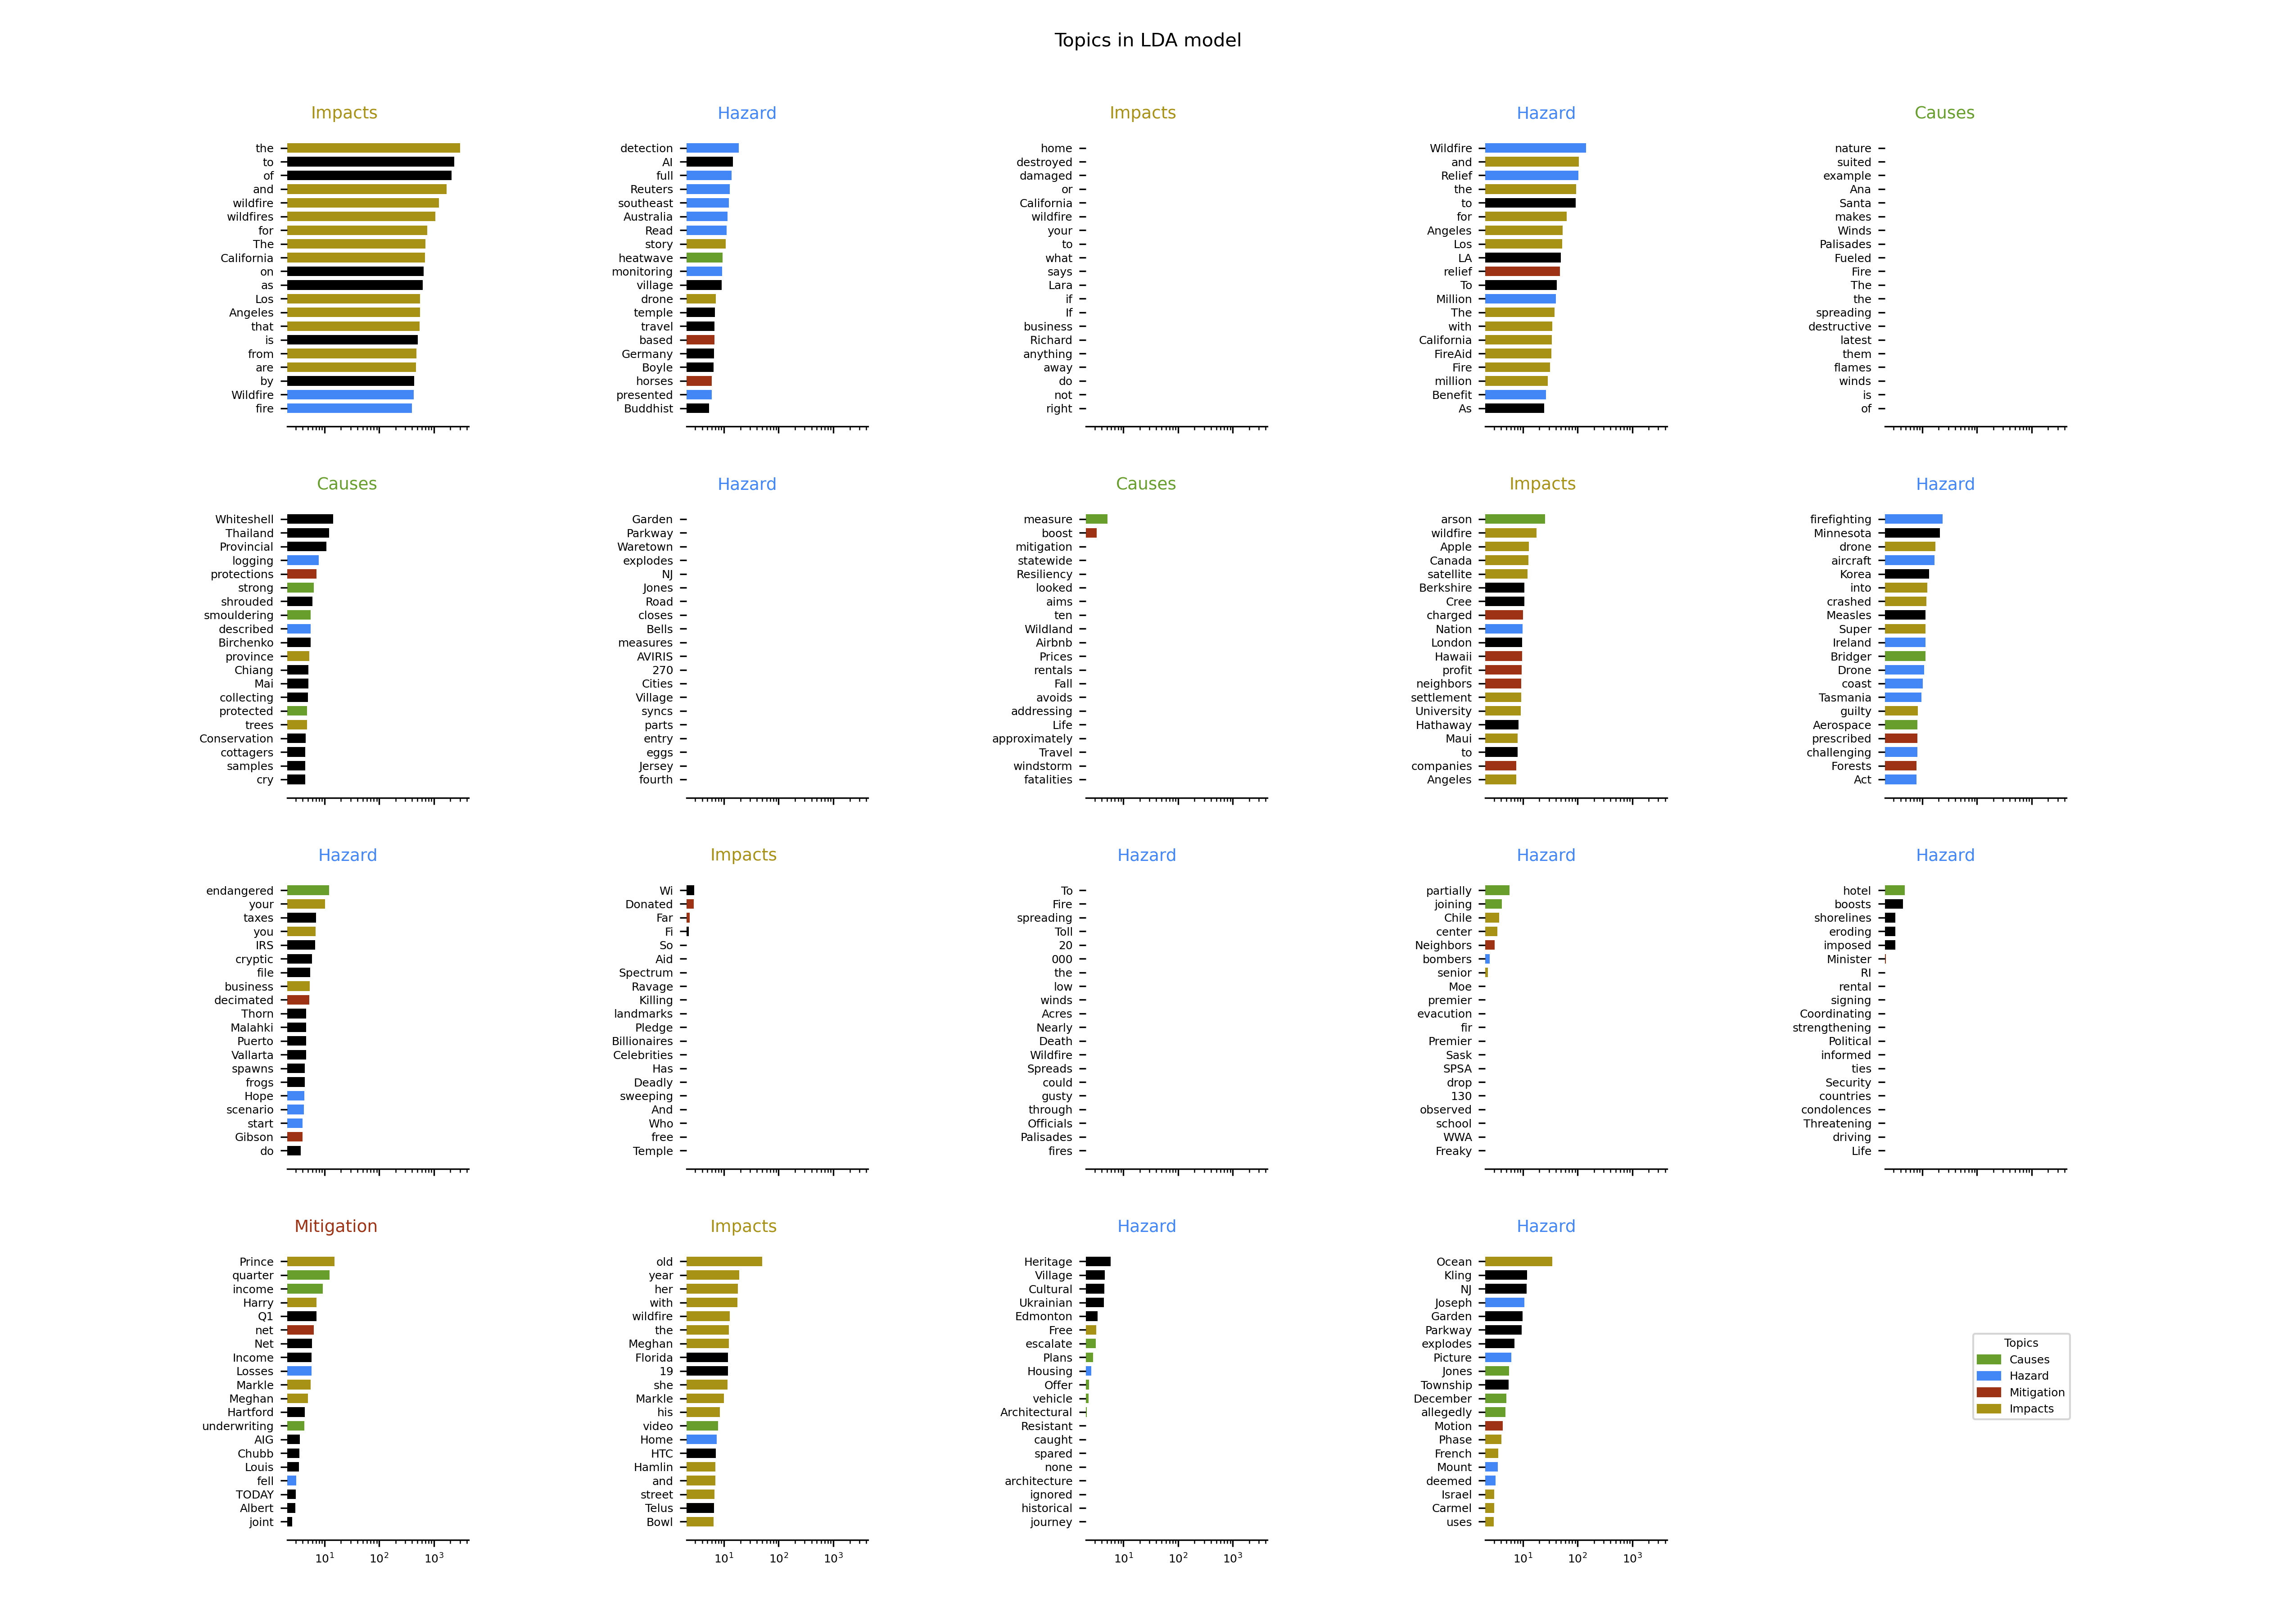 Topics in LDA model
Impacts
the
to
of
and
wildfire
wildfires
for
The
California
on
as
Los
Angeles
that
is
from
are
by
Wildfire
fire
Hazard
detection
AI
full
Reuters
southeast
Australia
Read
story
heatwave
monitoring
village
drone
temple
travel
based
Germany
Boyle
horses
presented
Buddhist
Impacts
home
destroyed
damaged
or
California
wildfire
your
to
what
says
Lara
if
If
business
Richard
anything
away
do
not
right
Hazard
Wildfire
and
Relief
the
to
for
Angeles
Los
LA
relief
To
Million
The
with
California
FireAid
Fire
million
Benefit
As
Causes
nature
suited
example
Ana
Santa
makes
Winds
Palisades
Fueled
Fire
The
the
spreading
destructive
latest
them
flames
winds
is
of
Causes
Whiteshell
Thailand
Provincial
logging
protections
strong
shrouded
smouldering
described
Birchenko
province
Chiang
Mai
collecting
protected
trees
Conservation
cottagers
samples
cry
Hazard
Garden
Parkway
Waretown
explodes
NJ
Jones
Road
closes
Bells
measures
AVIRIS
270
Cities
Village
syncs
parts
entry
eggs
Jersey
fourth
Causes
measure
boost
mitigation
statewide
Resiliency
looked
aims
ten
Wildland
Airbnb
Prices
rentals
Fall
avoids
addressing
Life
approximately
Travel
windstorm
fatalities
Impacts
arson
wildfire
Apple
Canada
satellite
Berkshire
Cree
charged
Nation
London
Hawaii
profit
neighbors
settlement
University
Hathaway
Maui
to
companies
Angeles
Hazard
firefighting
Minnesota
drone
aircraft
Korea
into
crashed
Measles
Super
Ireland
Bridger
Drone
coast
Tasmania
guilty
Aerospace
prescribed
challenging
Forests
Act
Hazard
endangered
your
taxes
you
IRS
cryptic
file
business
decimated
Thorn
Malahki
Puerto
Vallarta
spawns
frogs
Hope
scenario
start
Gibson
do
Impacts
Wi
Donated
Far
Fi
So
Aid
Spectrum
Ravage
Killing
landmarks
Pledge
Billionaires
Celebrities
Has
Deadly
sweeping
And
Who
free
Temple
Hazard
To
Fire
spreading
Toll
20
000
the
low
winds
Acres
Nearly
Death
Wildfire
Spreads
could
gusty
through
Officials
Palisades
fires
Hazard
partially
joining
Chile
center
Neighbors
bombers
senior
Moe
premier
evacution
fir
Premier
Sask
SPSA
drop
130
observed
school
WWA
Freaky
Hazard
hotel
boosts
shorelines
eroding
imposed
Minister
RI
rental
signing
Coordinating
strengthening
Political
informed
ties
Security
countries
condolences
Threatening
driving
Life
Mitigation
Prince
quarter
income
Harry
Q1
net
Net
Income
Losses
Markle
Meghan
Hartford
underwriting
AIG
Chubb
Louis
fell
TODAY
Albert
joint
10¹ 10² 10³
Impacts
old
year
her
with
wildfire
the
Meghan
Florida
19
she
Markle
his
video
Home
HTC
Hamlin
and
street
Telus
Bowl
10¹ 10² 10³
Hazard
Heritage
Village
Cultural
Ukrainian
Edmonton
Free
escalate
Plans
Housing
Offer
vehicle
Architectural
Resistant
caught
spared
none
architecture
ignored
historical
journey
10¹ 10² 10³
Hazard
Ocean
Kling
NJ
Joseph
Garden
Parkway
explodes
Picture
Jones
Township
December
allegedly
Motion
Phase
French
Mount
deemed
Israel
Carmel
uses
10¹ 10² 10³
Topics
Causes
Hazard
Mitigation
Impacts